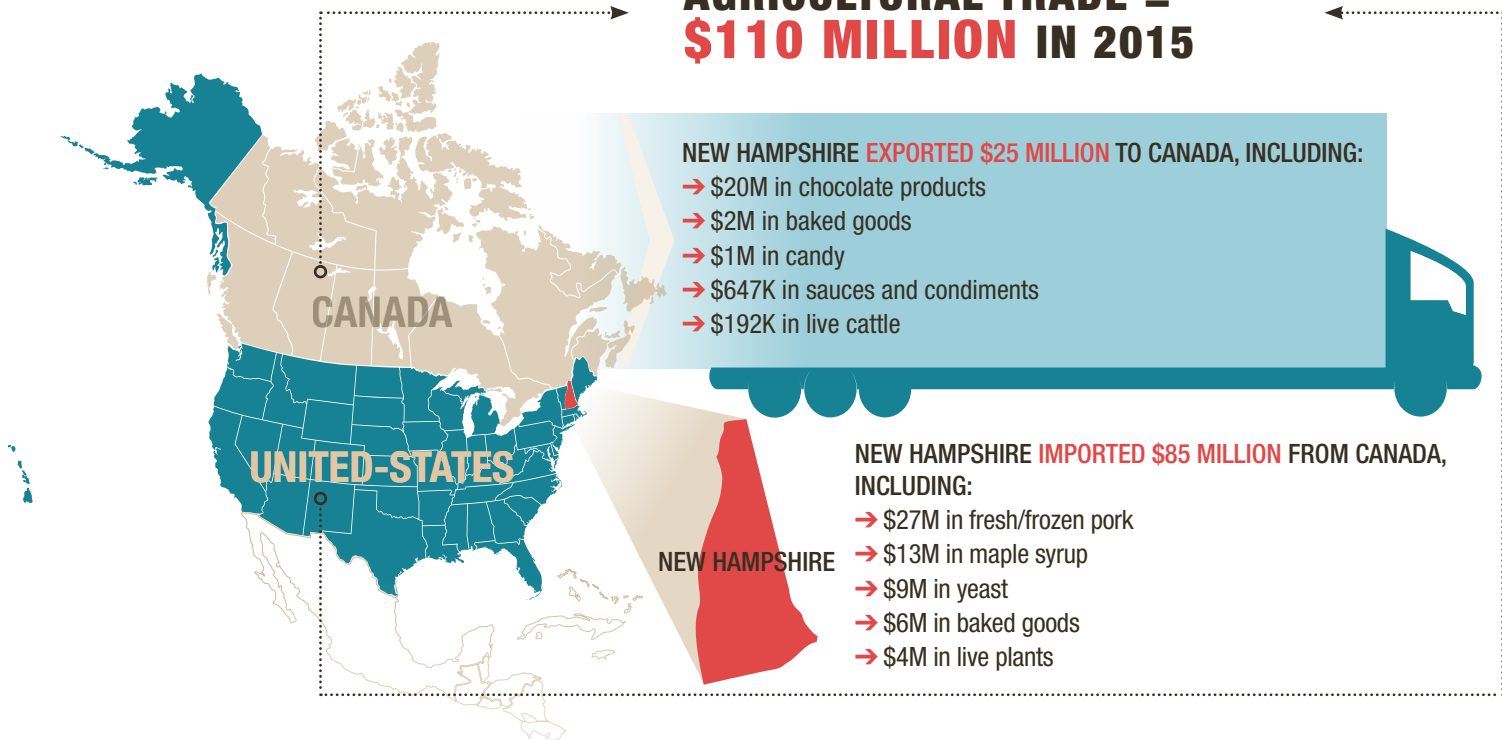 AGRICULTURAL TRADE =
$110 MILLION IN 2015
NEW HAMPSHIRE EXPORTED $25 MILLION TO CANADA, INCLUDING:
➔ $20M in chocolate products
➔ $2M in baked goods
➔ $1M in candy
➔ $647K in sauces and condiments
➔ $192K in live cattle
CANADA
UNITED-STATES
NEW HAMPSHIRE
NEW HAMPSHIRE IMPORTED $85 MILLION FROM CANADA,
INCLUDING:
➔ $27M in fresh/frozen pork
➔ $13M in maple syrup
➔ $9M in yeast
➔ $6M in baked goods
➔ $4M in live plants